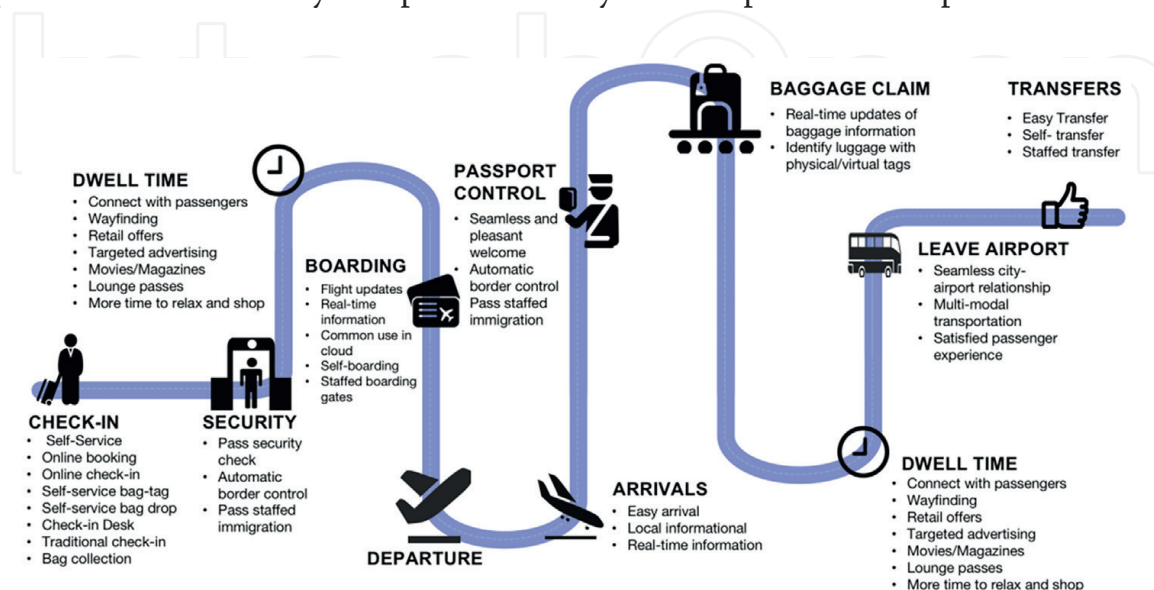 DWELL TIME
• Connect with passengers
• Wayfinding
• Retail offers
• Targeted advertising
• Movies/Magazines
• Lounge passes
• More time to relax and shop
CHECK-IN
• Self-Service
• Online booking
• Online check-in
• Self-service bag-tag
• Self-service bag drop
• Check-in Desk
• Traditional check-in
• Bag collection
SECURITY
• Pass security
check
• Automatic
border control
• Pass staffed
immigration
BOARDING
• Flight updates
• Real-time
information
• Common use in
cloud
• Self-boarding
• Staffed boarding
gates
DEPARTURE
ARRIVALS
• Easy arrival
• Local informational
• Real-time information
PASSPORT
CONTROL
• Seamless and
pleasant
welcome
• Automatic
border control
• Pass staffed
immigration
BAGGAGE CLAIM
• Real-time updates of
baggage information
• Identify luggage with
physical/virtual tags
DWELL TIME
• Connect with passengers
• Wayfinding
• Retail offers
• Targeted advertising
• Movies/Magazines
• Lounge passes
• More time to relax and shop
LEAVE AIRPORT
• Seamless city-
airport relationship
• Multi-modal
transportation
• Satisfied passenger
experience
TRANSFERS
• Easy Transfer
• Self- transfer
• Staffed transfer